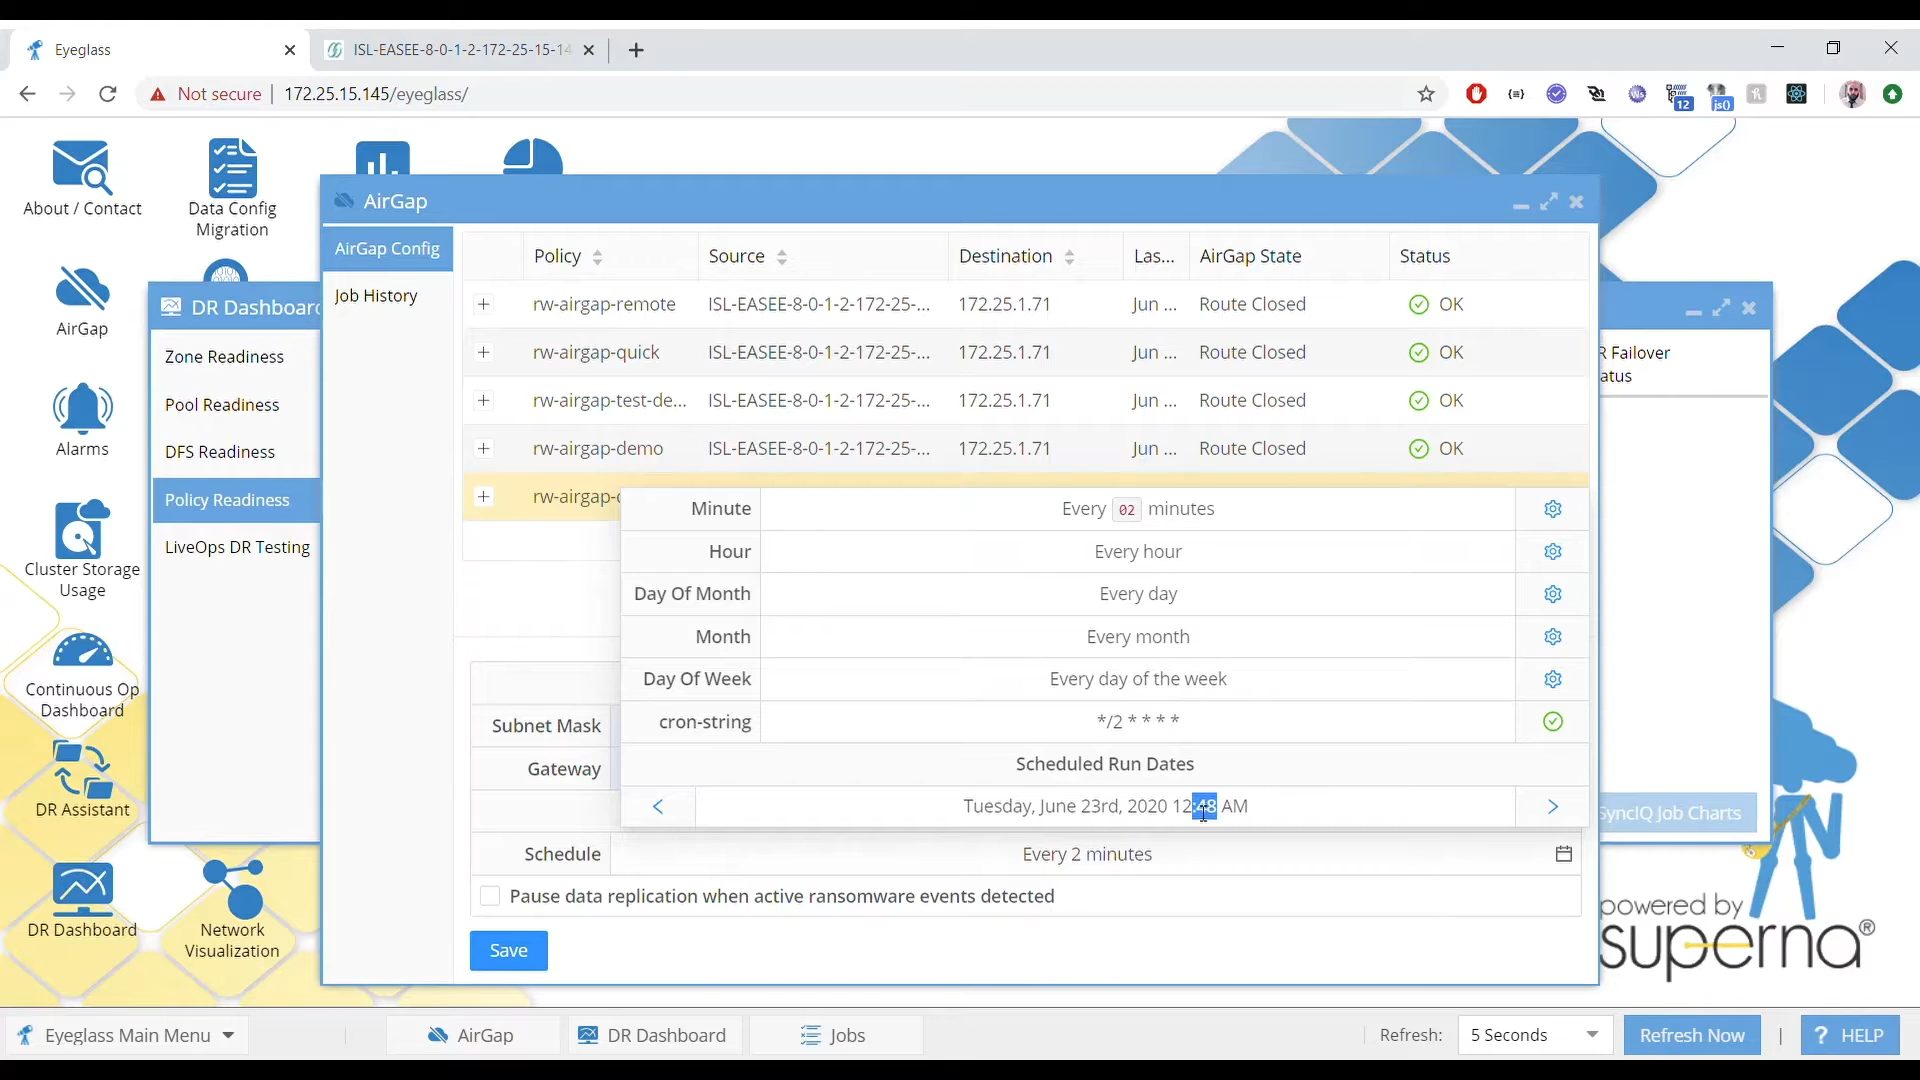 Eyeglass
ISL-EASEE-8-0-1-2-172-25-15-14
Not secure
172.25.15.145/eyeglass/
12
js()
About / Contact
Data Config
Migration
AirGap
Alarms
Cluster Storage
Usage
Continuous Op
Dashboard
DR Assistant
DR Dashboard
Network
Visualization
DR Dashboard
Zone Readiness
Pool Readiness
DFS Readiness
Policy Readiness
LiveOps DR Testing
AirGap
AirGap Config
Job History
Policy Source Destination Las... AirGap State Status
rw-airgap-remote ISL-EASEE-8-0-1-2-172-25-... 172.25.1.71 Jun ... Route Closed OK
rw-airgap-quick ISL-EASEE-8-0-1-2-172-25-... 172.25.1.71 Jun ... Route Closed OK
rw-airgap-test-de... ISL-EASEE-8-0-1-2-172-25-... 172.25.1.71 Jun ... Route Closed OK
rw-airgap-demo ISL-EASEE-8-0-1-2-172-25-... 172.25.1.71 Jun ... Route Closed OK
rw-airgap-
Minute Every 02 minutes
Hour Every hour
Day Of Month Every day
Month Every month
Day Of Week Every day of the week
cron-string */2 * * * *
Scheduled Run Dates
Tuesday, June 23rd, 2020 12:48 AM
Subnet Mask
Gateway
Schedule Every 2 minutes
Pause data replication when active ransomware events detected
Save
R Failover
atus
SyncIQ Job Charts
powered by
superna®
Eyeglass Main Menu
AirGap
DR Dashboard
Jobs
Refresh:
5 Seconds
Refresh Now
|
? HELP